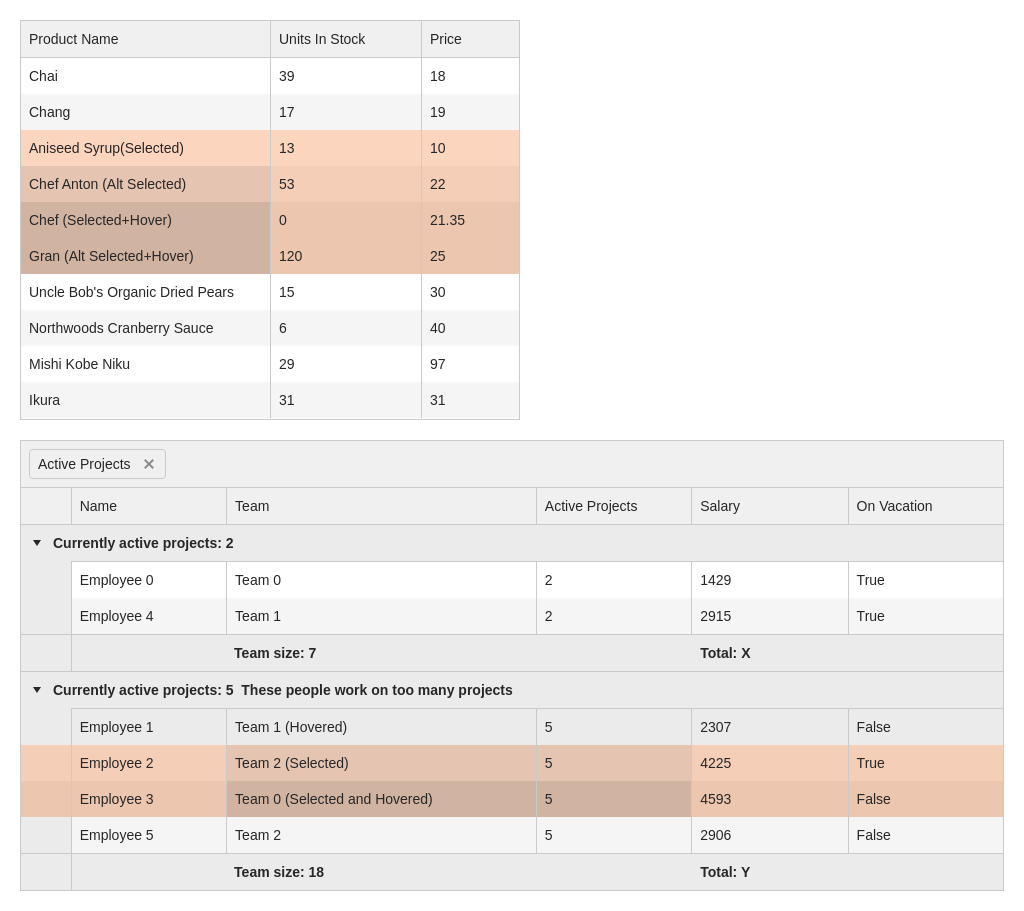 Product Name Units In Stock Price
Chai 39 18
Chang 17 19
Aniseed Syrup(Selected) 13 10
Chef Anton (Alt Selected) 53 22
Chef (Selected+Hover) 0 21.35
Gran (Alt Selected+Hover) 120 25
Uncle Bob's Organic Dried Pears 15 30
Northwoods Cranberry Sauce 6 40
Mishi Kobe Niku 29 97
Ikura 31 31
Active Projects
Name Team Active Projects Salary On Vacation
Currently active projects: 2
Employee 0 Team 0 2 1429 True
Employee 4 Team 1 2 2915 True
Team size: 7 Total: X
Currently active projects: 5 These people work on too many projects
Employee 1 Team 1 (Hovered) 5 2307 False
Employee 2 Team 2 (Selected) 5 4225 True
Employee 3 Team 0 (Selected and Hovered) 5 4593 False
Employee 5 Team 2 5 2906 False
Team size: 18 Total: Y